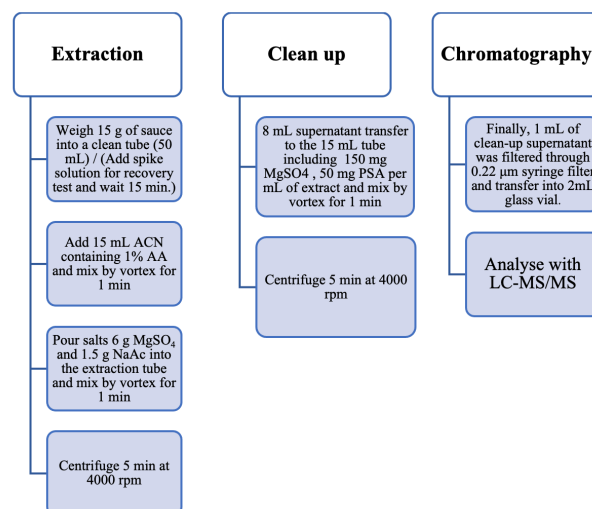 Extraction
Weigh 15 g of sauce
into a clean tube (50
mL) / (Add spike
solution for recovery
test and wait 15 min.)
Add 15 mL ACN
containing 1% AA
and mix by vortex for
1 min
Pour salts 6 g MgSO₄
and 1.5 g NaAc into
the extraction tube
and mix by vortex for
1 min
Centrifuge 5 min at
4000 rpm
Clean up
8 mL supernatant transfer
to the 15 mL tube
including 150 mg
MgSO4 , 50 mg PSA per
mL of extract and mix by
vortex for 1 min
Centrifuge 5 min at 4000
rpm
Chromatography
Finally, 1 mL of
clean-up supernatant
was filtered through
0.22 μm syringe filter
and transfer into 2mL
glass vial.
Analyse with
LC-MS/MS